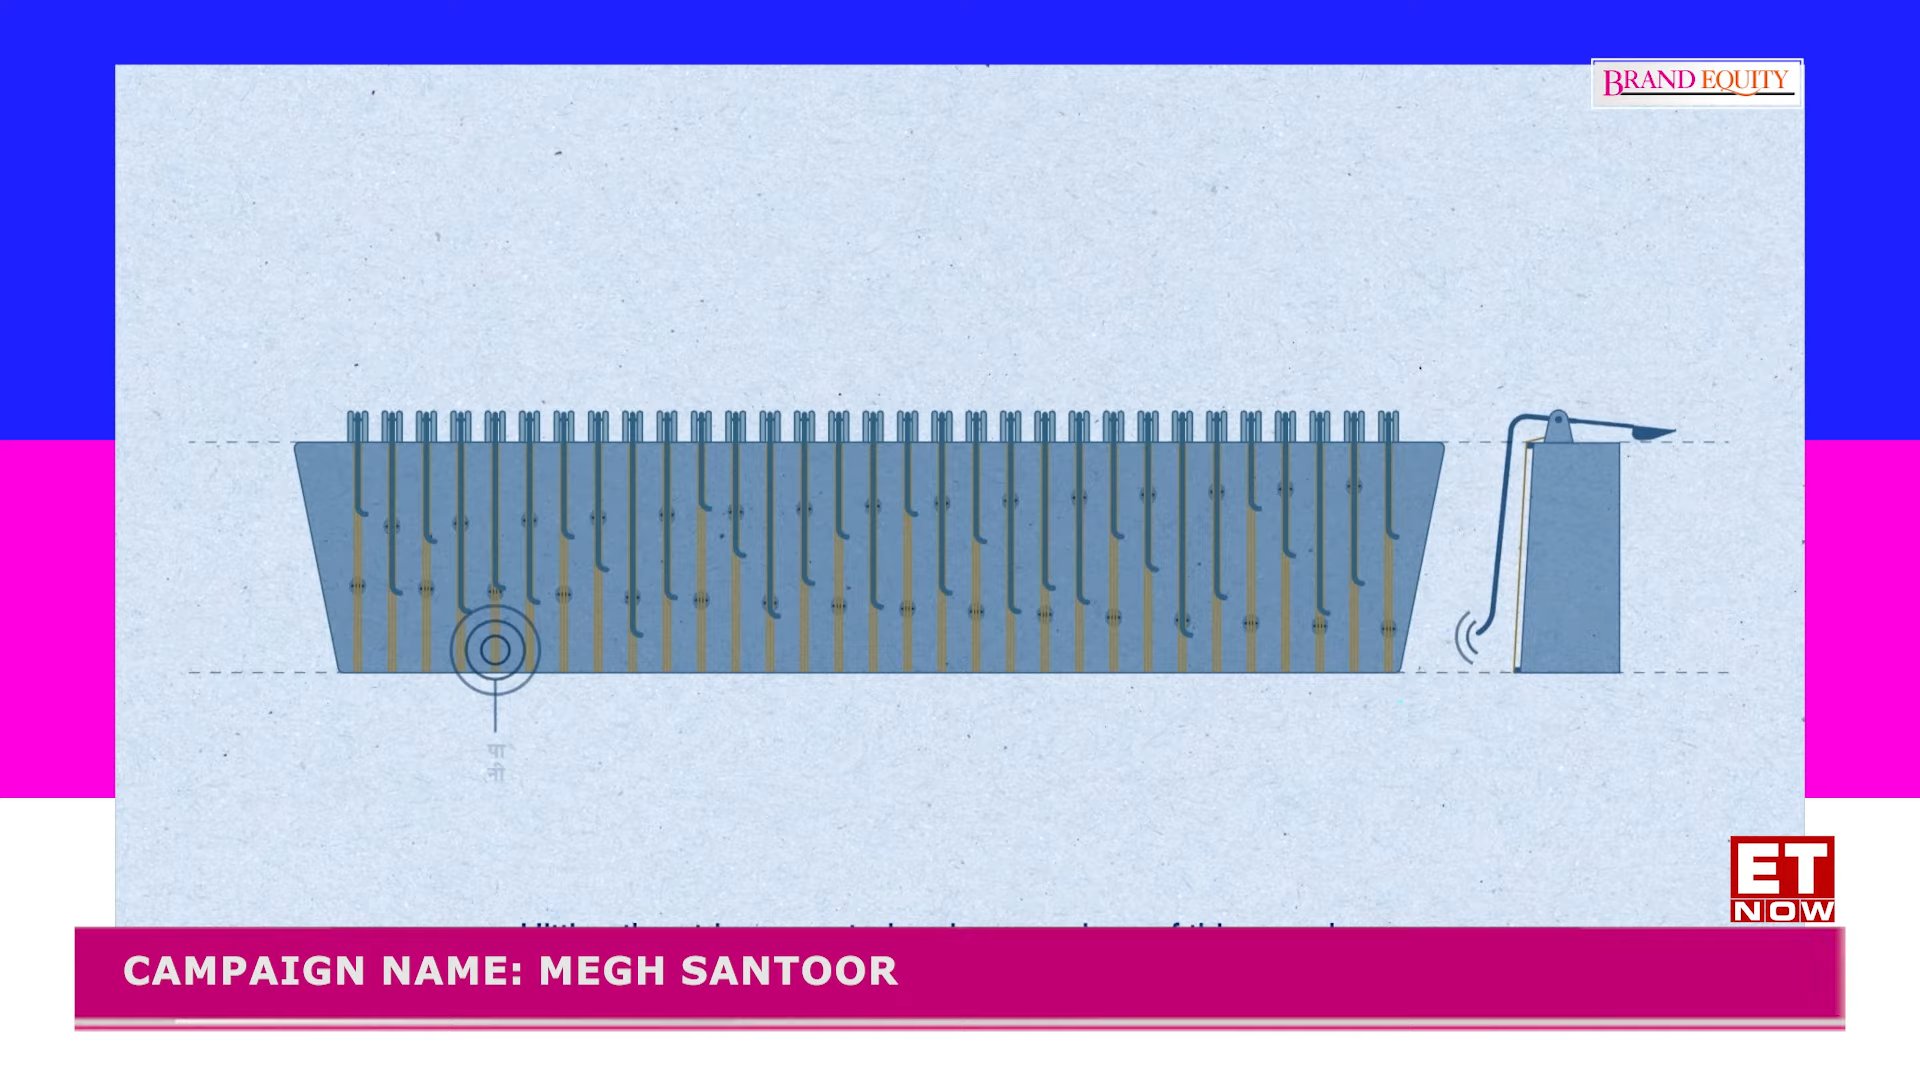 BRAND EQUITY
पा
नी
ET
NOW
CAMPAIGN NAME: MEGH SANTOOR